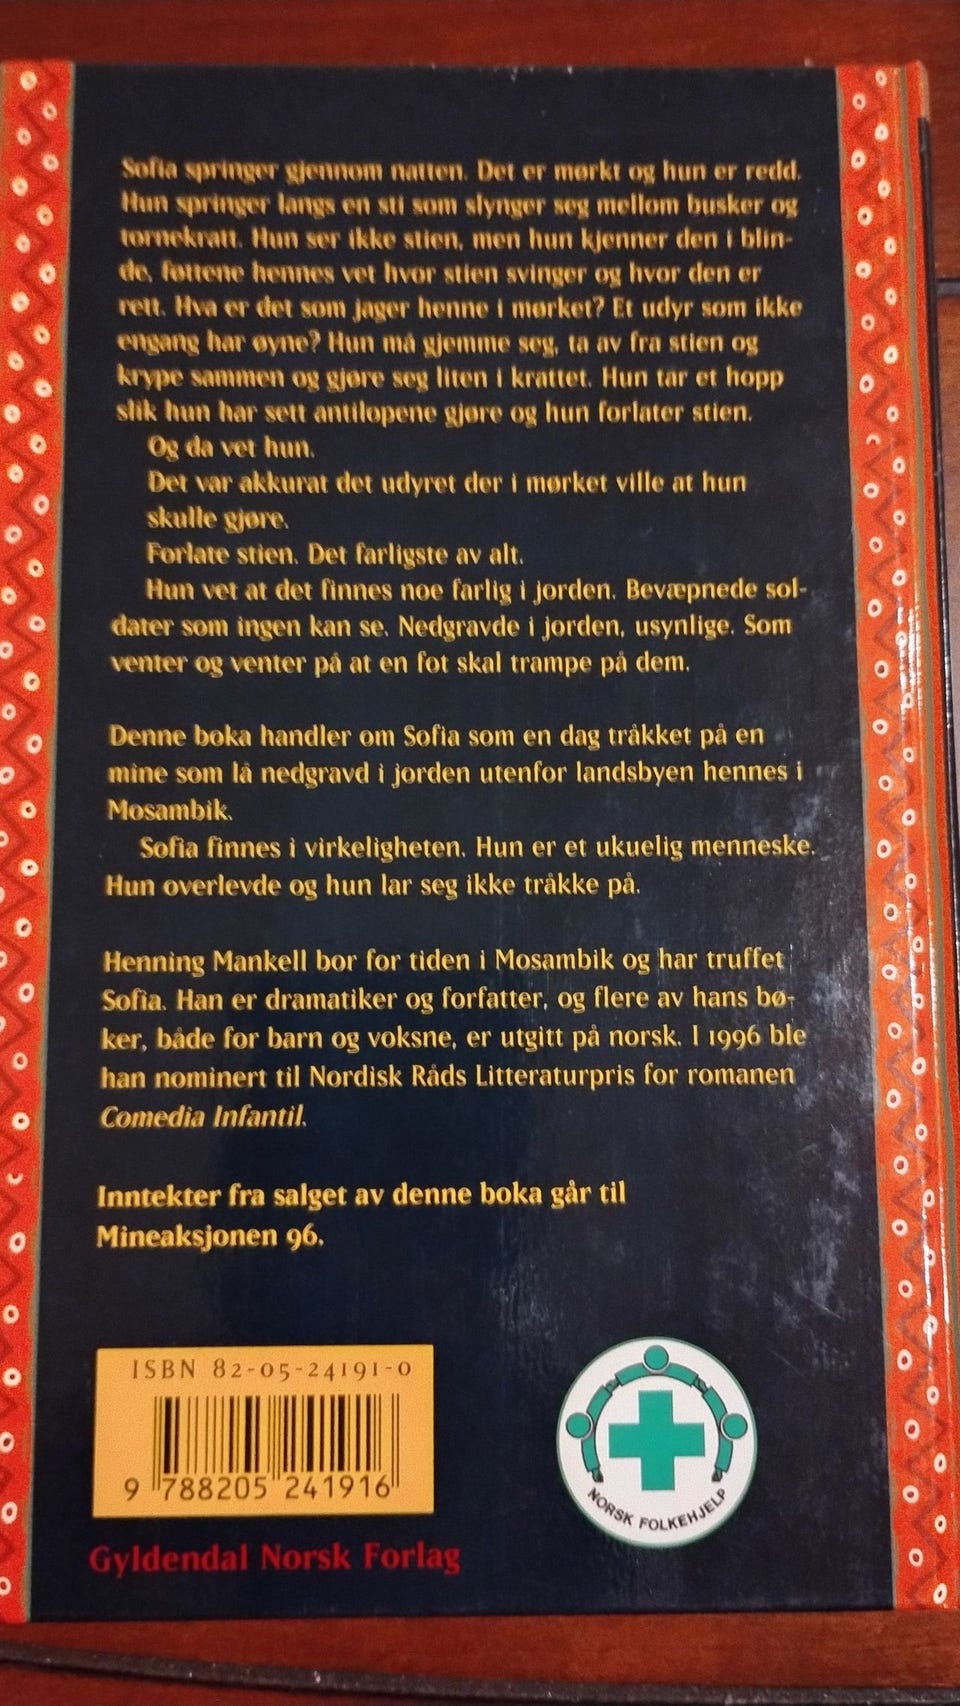 Sofia springer gjennom natten. Det er mørkt og hun er redd.
Hun springer langs en sti som slynger seg mellom busker og
tornekratt. Hun ser ikke stien, men hun kjenner den i blin-
de, føttene hennes vet hvor stien svinger og hvor den er
rett. Hva er det som jager henne i mørket? Et udyr som ikke
engang har øyne? Hun må gjemme seg, ta av fra stien og
krype sammen og gjøre seg liten i krattet. Hun tar et hopp
slik hun har sett antilopene gjøre og hun forlater stien.
Og da vet hun.
Det var akkurat det udyret der i mørket ville at hun
skulle gjøre.
Forlate stien. Det farligste av alt.
Hun vet at det finnes noe farlig i jorden. Bevæpnede sol-
dater som ingen kan se. Nedgravde i jorden, usynlige. Som
venter og venter på at en fot skal trampe på dem.
Denne boka handler om Sofia som en dag tråkket på en
mine som lå nedgravd i jorden utenfor landsbyen hennes i
Mosambik.
Sofia finnes i virkeligheten. Hun er et ukuelig menneske.
Hun overlevde og hun lar seg ikke tråkke på.
Henning Mankell bor for tiden i Mosambik og har truffet
Sofia. Han er dramatiker og forfatter, og flere av hans bø-
ker, både for barn og voksne, er utgitt på norsk. I 1996 ble
han nominert til Nordisk Råds Litteraturpris for romanen
Comedia Infantil.
Inntekter fra salget av denne boka går til
Mineaksjonen 96.
ISBN 82-05-24191-0
9 788205 241916
NORSK FOLKEHJELP
Gyldendal Norsk Forlag